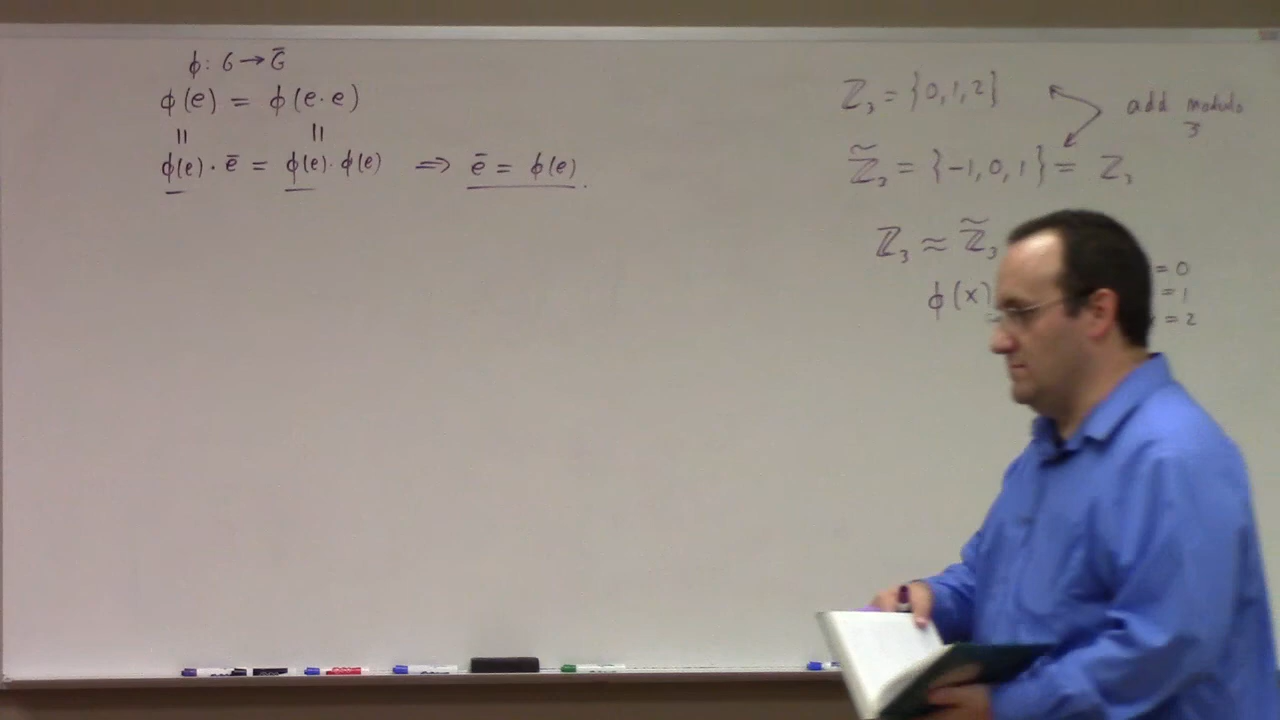 ϕ: G → Ḡ
ϕ(e) = ϕ(e·e)
|| ||
ϕ(e)·ē = ϕ(e)·ϕ(e) ⇒ ē = ϕ(e).
ℤ₃ = {0,1,2}
add modulo
3
ℤ̃₃ = {-1,0,1} = ℤ₃
ℤ₃ ≈ ℤ̃₃
ϕ(x)
= 0
= 1
= 2